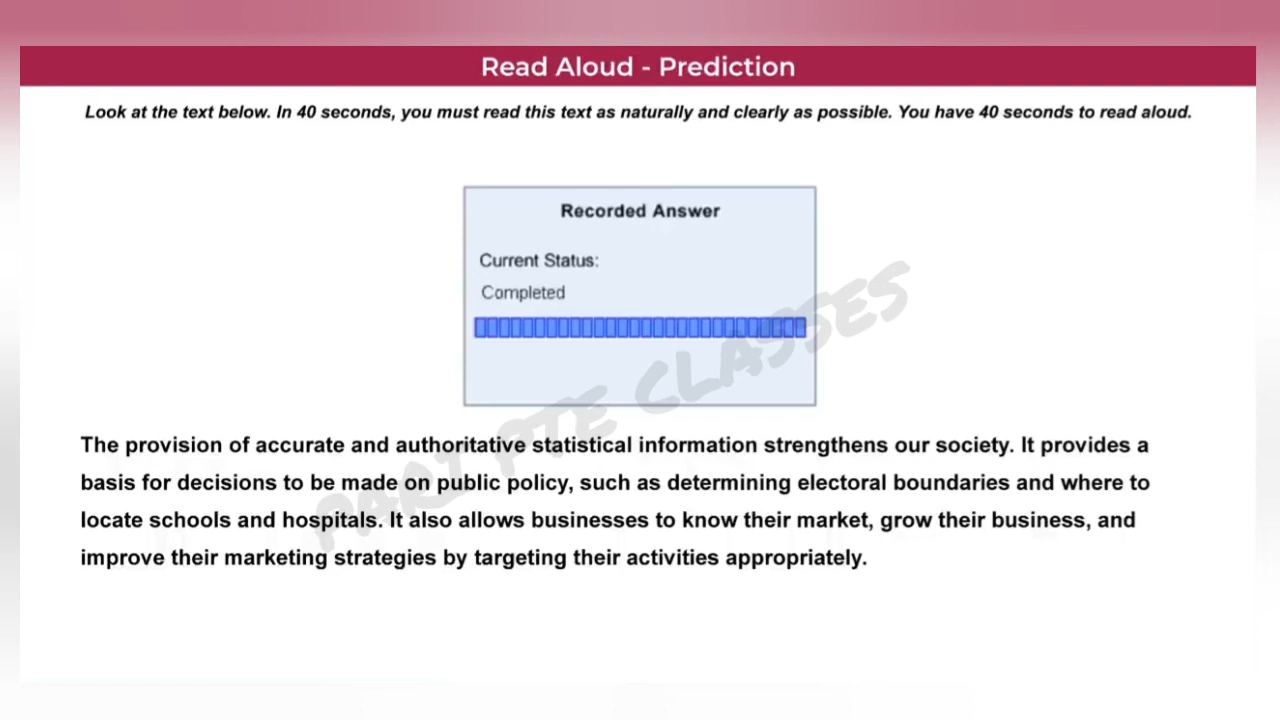 Read Aloud - Prediction
Look at the text below. In 40 seconds, you must read this text as naturally and clearly as possible. You have 40 seconds to read aloud.
Recorded Answer
Current Status:
Completed
PARI PTE CLASSES
The provision of accurate and authoritative statistical information strengthens our society. It provides a
basis for decisions to be made on public policy, such as determining electoral boundaries and where to
locate schools and hospitals. It also allows businesses to know their market, grow their business, and
improve their marketing strategies by targeting their activities appropriately.